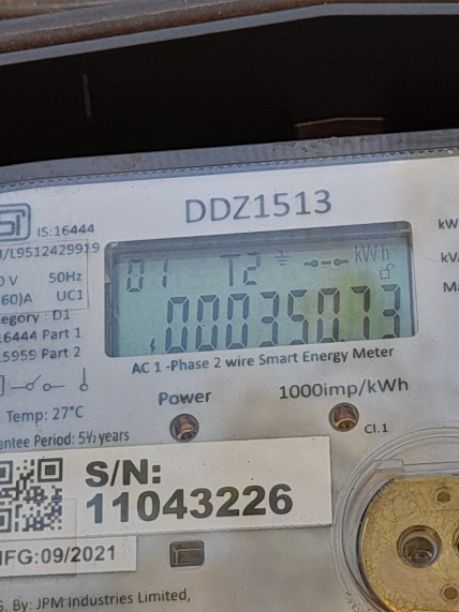 DDZ1513
IS:16444
/L9512429919
V 50Hz
60)A UC1
egory : D1
16444 Part 1
15959 Part 2
01 T2 kWh
00035073
AC 1 -Phase 2 wire Smart Energy Meter
Power 1000imp/kWh
Cl.1
Temp: 27°C
antee Period: 5½ years
S/N:
11043226
MFG:09/2021
By: JPM Industries Limited,